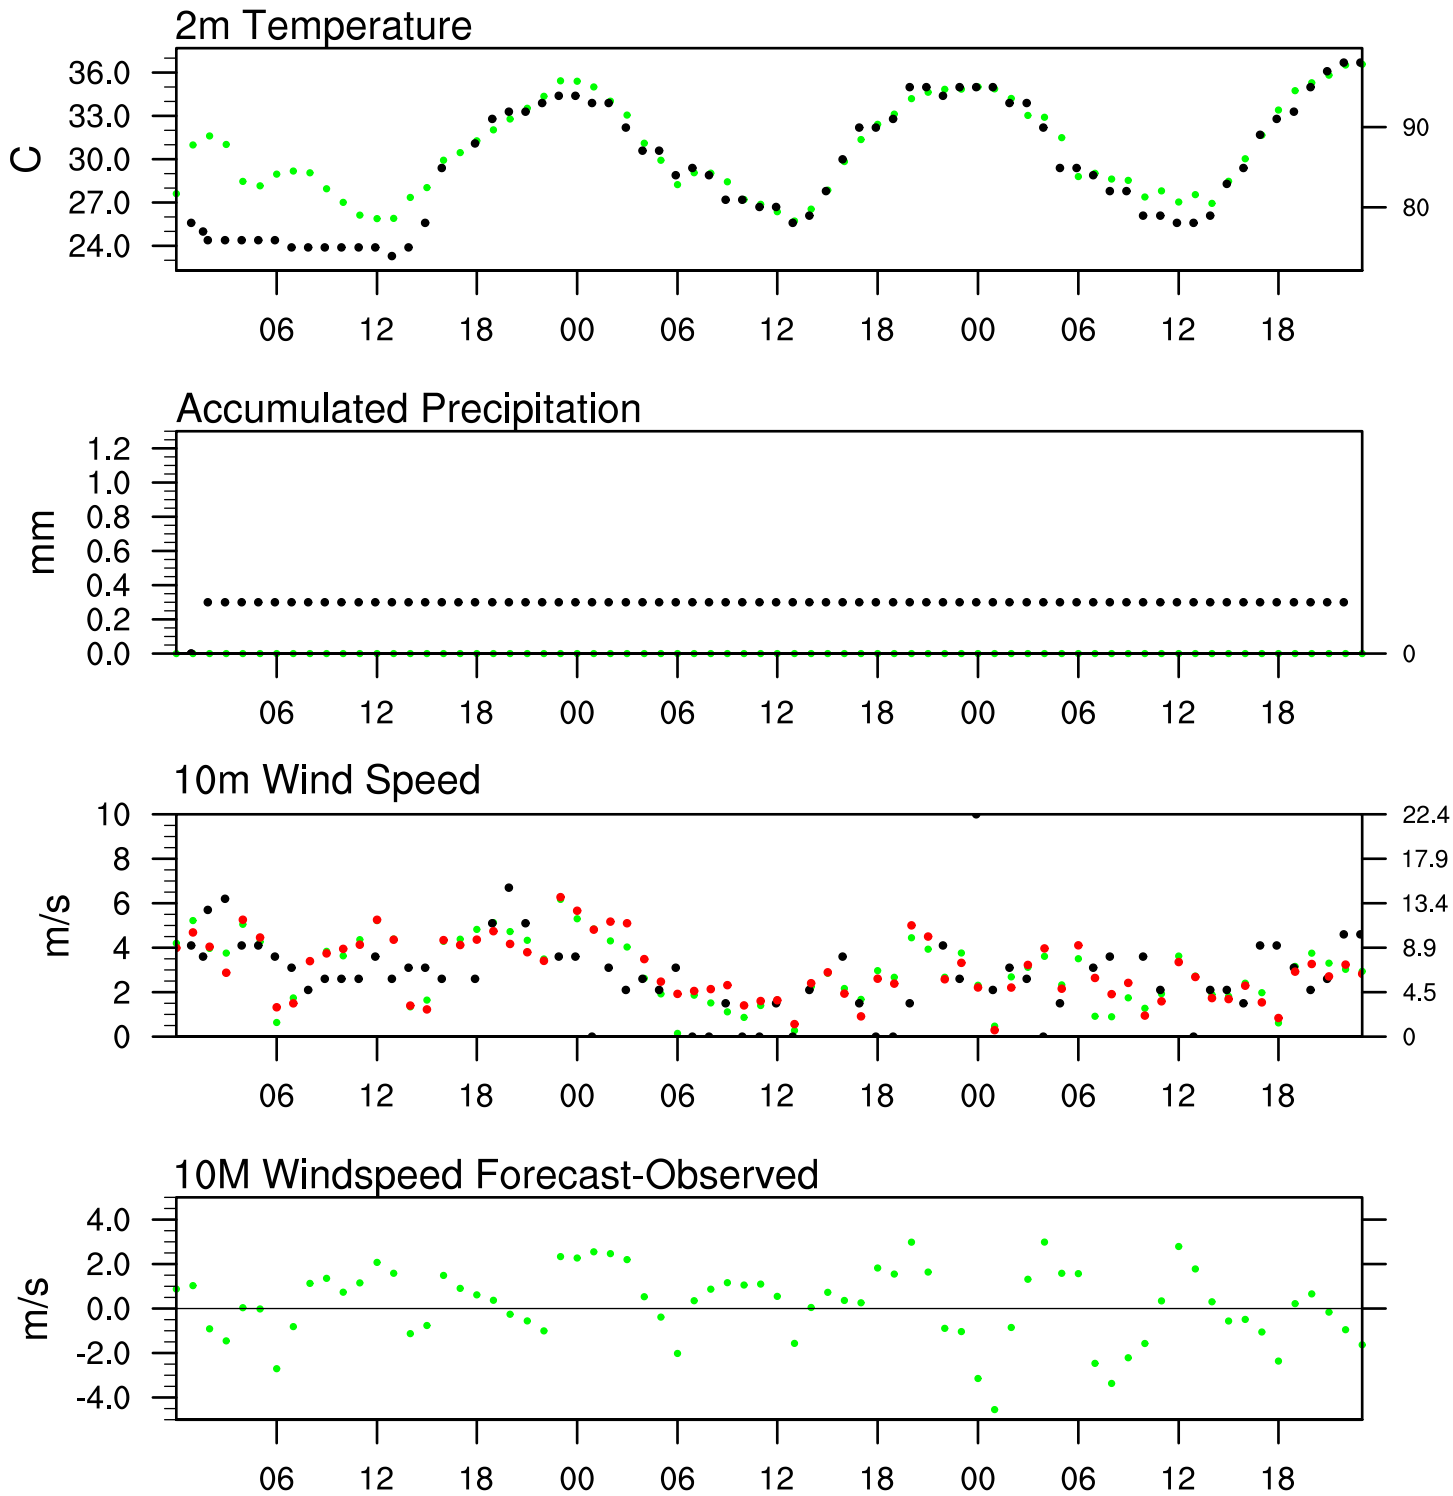 2m Temperature
36.0
33.0
30.0
27.0
24.0
C
90
80
06 12 18 00 06 12 18 00 06 12 18
Accumulated Precipitation
1.2
1.0
0.8
0.6
0.4
0.2
0.0
mm
0
06 12 18 00 06 12 18 00 06 12 18
10m Wind Speed
10
8
6
4
2
0
m/s
22.4
17.9
13.4
8.9
4.5
0
06 12 18 00 06 12 18 00 06 12 18
10M Windspeed Forecast-Observed
4.0
2.0
0.0
-2.0
-4.0
m/s
06 12 18 00 06 12 18 00 06 12 18